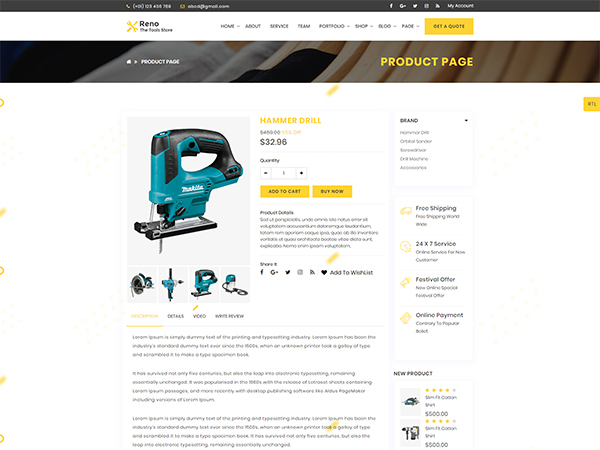 (+01) 123 455 788 abcd@gmail.com My Account
Reno
The Tools Store
HOME ABOUT SERVICE TEAM PORTFOLIO SHOP BLOG PAGE GET A QUOTE
PRODUCT PAGE
PRODUCT PAGE
RTL
HAMMER DRILL
$32.96
Quantity
- 1 +
ADD TO CART BUY NOW
Product Details
Sed ut perspiciatis, unde omnis iste natus error sit
voluptatem accusantium doloremque laudantium,
totam rem aperiam eaque ipsa, quae ab illo inventore
veritatis et quasi architecto beatae vitae dicta sunt,
explicabo. Nemo enim ipsam voluptatem,
Share It
Add To WishList
BRAND
Hammer Drill
Orbital Sander
Screwdriver
Drill Machine
Accessories
Free Shipping
Free Shipping World
Wide
24 X 7 Service
Online Service For New
Customer
Festival Offer
New Online Special
Festival Offer
Online Payment
Contrary To Popular
Belief.
NEW PRODUCT
Slim Fit Cotton
Shirt
$500.00
Slim Fit Cotton
Shirt
$500.00
makita
DESCRIPTION DETAILS VIDEO WRITE REVIEW
Lorem Ipsum is simply dummy text of the printing and typesetting industry. Lorem Ipsum has been the
industry's standard dummy text ever since the 1500s, when an unknown printer took a galley of type
and scrambled it to make a type specimen book.
It has survived not only five centuries, but also the leap into electronic typesetting, remaining
essentially unchanged. It was popularised in the 1960s with the release of Letraset sheets containing
Lorem Ipsum passages, and more recently with desktop publishing software like Aldus PageMaker
including versions of Lorem Ipsum.
Lorem Ipsum is simply dummy text of the printing and typesetting industry. Lorem Ipsum has been the
industry's standard dummy text ever since the 1500s, when an unknown printer took a galley of type
and scrambled it to make a type specimen book. It has survived not only five centuries, but also the
leap into electronic typesetting, remaining essentially unchanged.